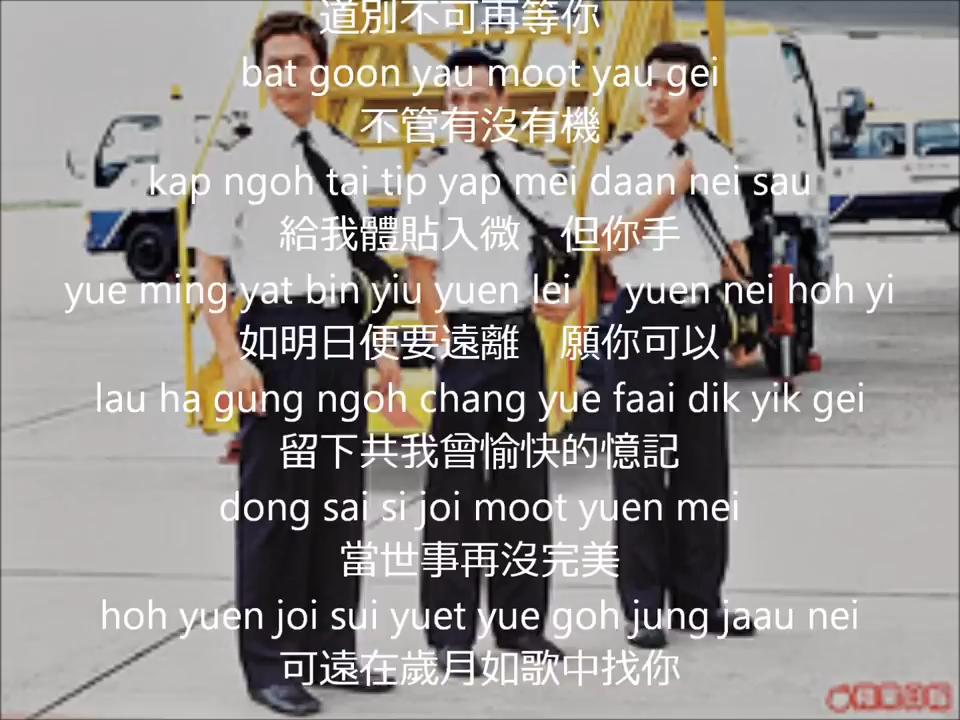 道別不可再等你
bat goon yau moot yau gei
不管有沒有機
kap ngoh tai tip yap mei daan nei sau
給我體貼入微　但你手
yue ming yat bin yiu yuen lei　yuen nei hoh yi
如明日便要遠離　願你可以
lau ha gung ngoh chang yue faai dik yik gei
留下共我曾愉快的憶記
dong sai si joi moot yuen mei
當世事再沒完美
hoh yuen joi sui yuet yue goh jung jaau nei
可遠在歲月如歌中找你
蘋果日報